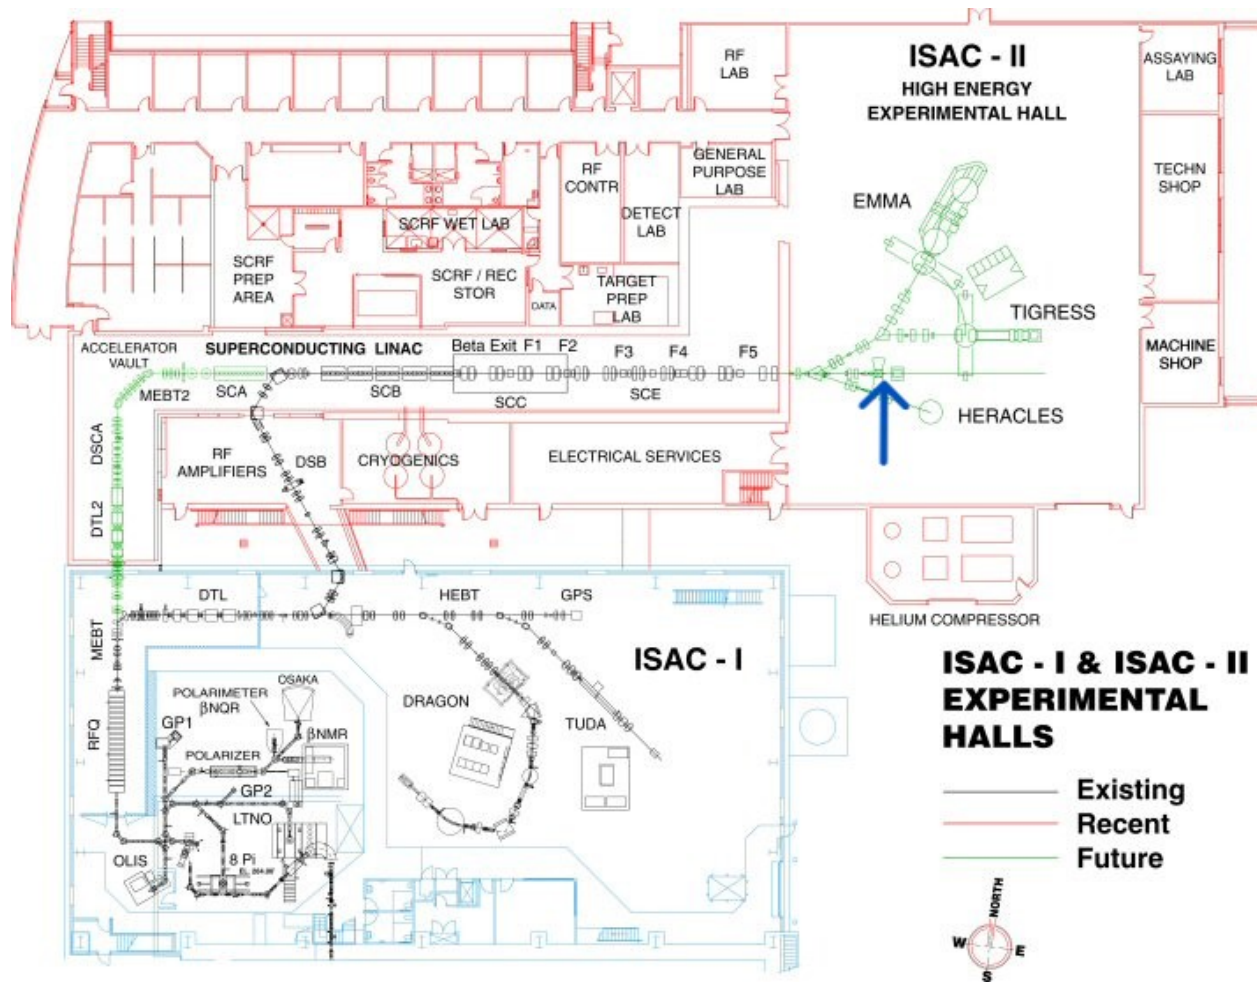 ISAC - II
HIGH ENERGY
EXPERIMENTAL HALL
RF
LAB
ASSAYING
LAB
GENERAL
PURPOSE
LAB
RF
CONTR
DETECT
LAB
TECHN
SHOP
EMMA
SCRF WET LAB
SCRF
PREP
AREA
SCRF / REC
STOR
DATA
TARGET
PREP
LAB
TIGRESS
MACHINE
SHOP
ACCELERATOR
VAULT
SUPERCONDUCTING LINAC
Beta Exit F1 F2 F3 F4 F5
MEBT2
SCA
SCB
SCC
SCE
HERACLES
DSCA
RF
AMPLIFIERS
DSB
CRYOGENICS
ELECTRICAL SERVICES
DTL2
HELIUM COMPRESSOR
DTL
HEBT
GPS
MEBT
ISAC - I
ISAC - I & ISAC - II
EXPERIMENTAL
HALLS
POLARIMETER
βNQR
OSAKA
DRAGON
TUDA
RFQ
GP1
βNMR
POLARIZER
GP2
LTNO
OLIS
8 Pi
Existing
Recent
Future
NORTH
W
E
S